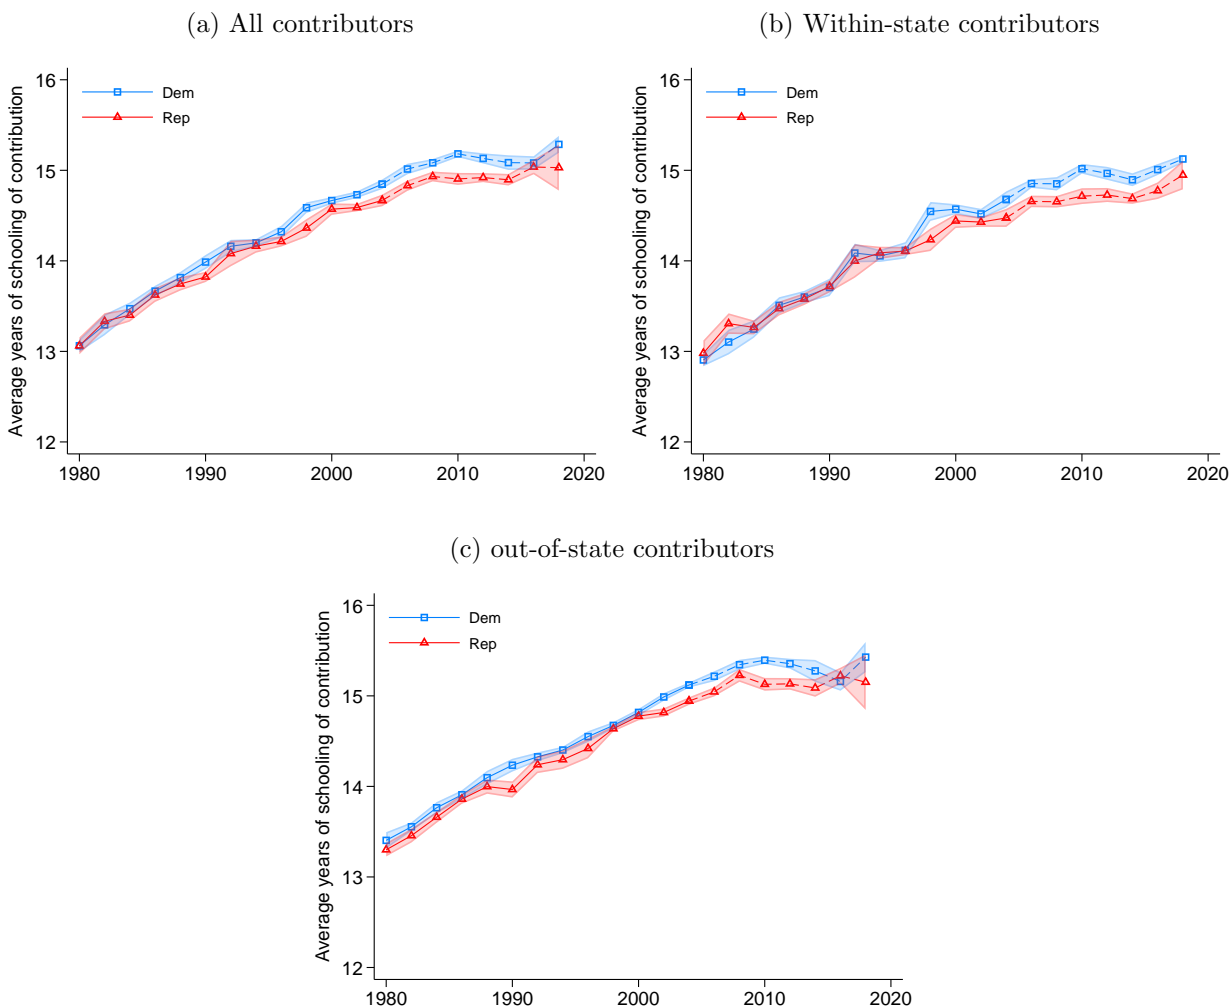 (a) All contributors
Average years of schooling of contribution
16
15
14
13
12
Dem
Rep
1980
1990
2000
2010
2020
(b) Within-state contributors
Average years of schooling of contribution
16
15
14
13
12
Dem
Rep
1980
1990
2000
2010
2020
(c) out-of-state contributors
Average years of schooling of contribution
16
15
14
13
12
Dem
Rep
1980
1990
2000
2010
2020